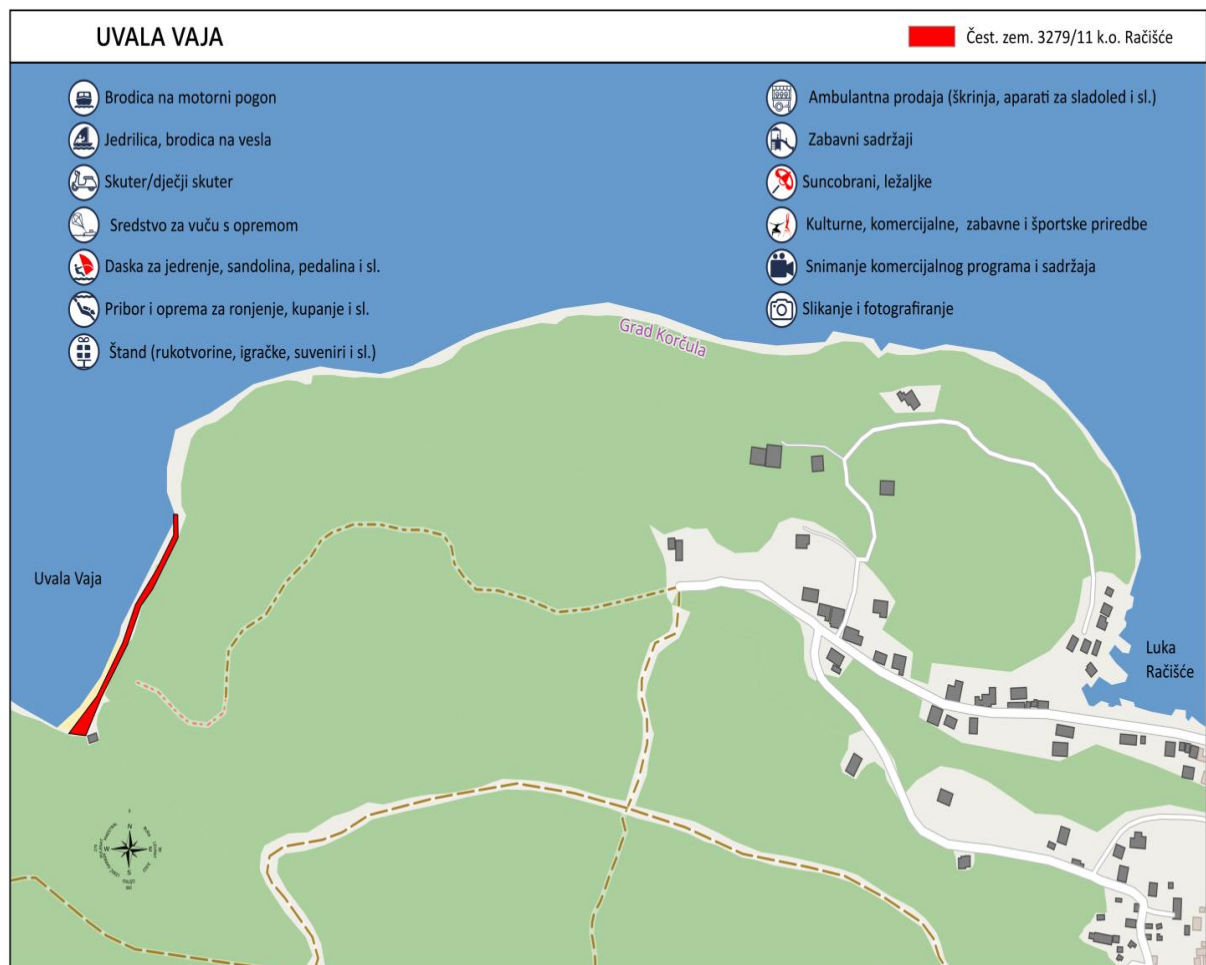 UVALA VAJA
Čest. zem. 3279/11 k.o. Račišće
Brodica na motorni pogon
Jedrilica, brodica na vesla
Skuter/dječji skuter
Sredstvo za vuču s opremom
Daska za jedrenje, sandolina, pedalina i sl.
Pribor i oprema za ronjenje, kupanje i sl.
Štand (rukotvorine, igračke, suveniri i sl.)
Ambulantna prodaja (škrinja, aparati za sladoled i sl.)
Zabavni sadržaji
Suncobrani, ležaljke
Kulturne, komercijalne, zabavne i športske priredbe
Snimanje komercijalnog programa i sadržaja
Slikanje i fotografiranje
Grad Korčula
Uvala Vaja
Luka
Račišće
N
W
E
S